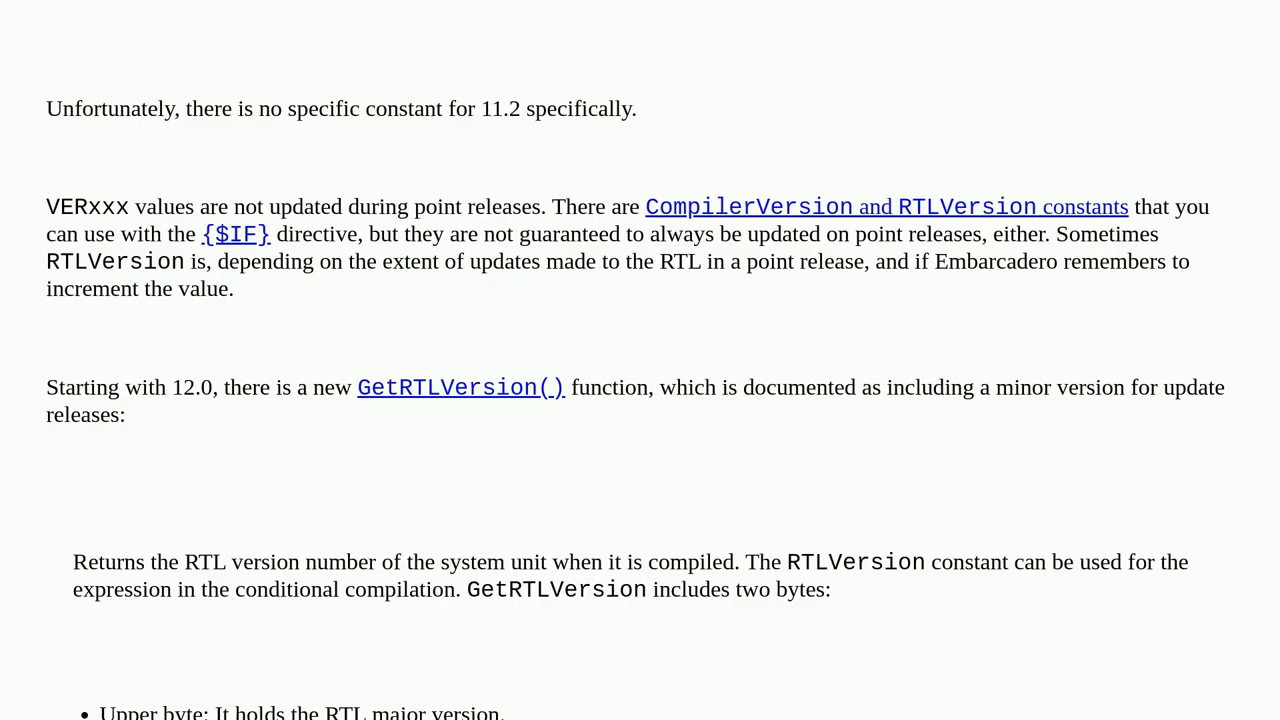 Unfortunately, there is no specific constant for 11.2 specifically.
VERxxx values are not updated during point releases. There are CompilerVersion and RTLVersion constants that you
can use with the {$IF} directive, but they are not guaranteed to always be updated on point releases, either. Sometimes
RTLVersion is, depending on the extent of updates made to the RTL in a point release, and if Embarcadero remembers to
increment the value.
Starting with 12.0, there is a new GetRTLVersion() function, which is documented as including a minor version for update
releases:
Returns the RTL version number of the system unit when it is compiled. The RTLVersion constant can be used for the
expression in the conditional compilation. GetRTLVersion includes two bytes:
• Upper byte: It holds the RTL major version.